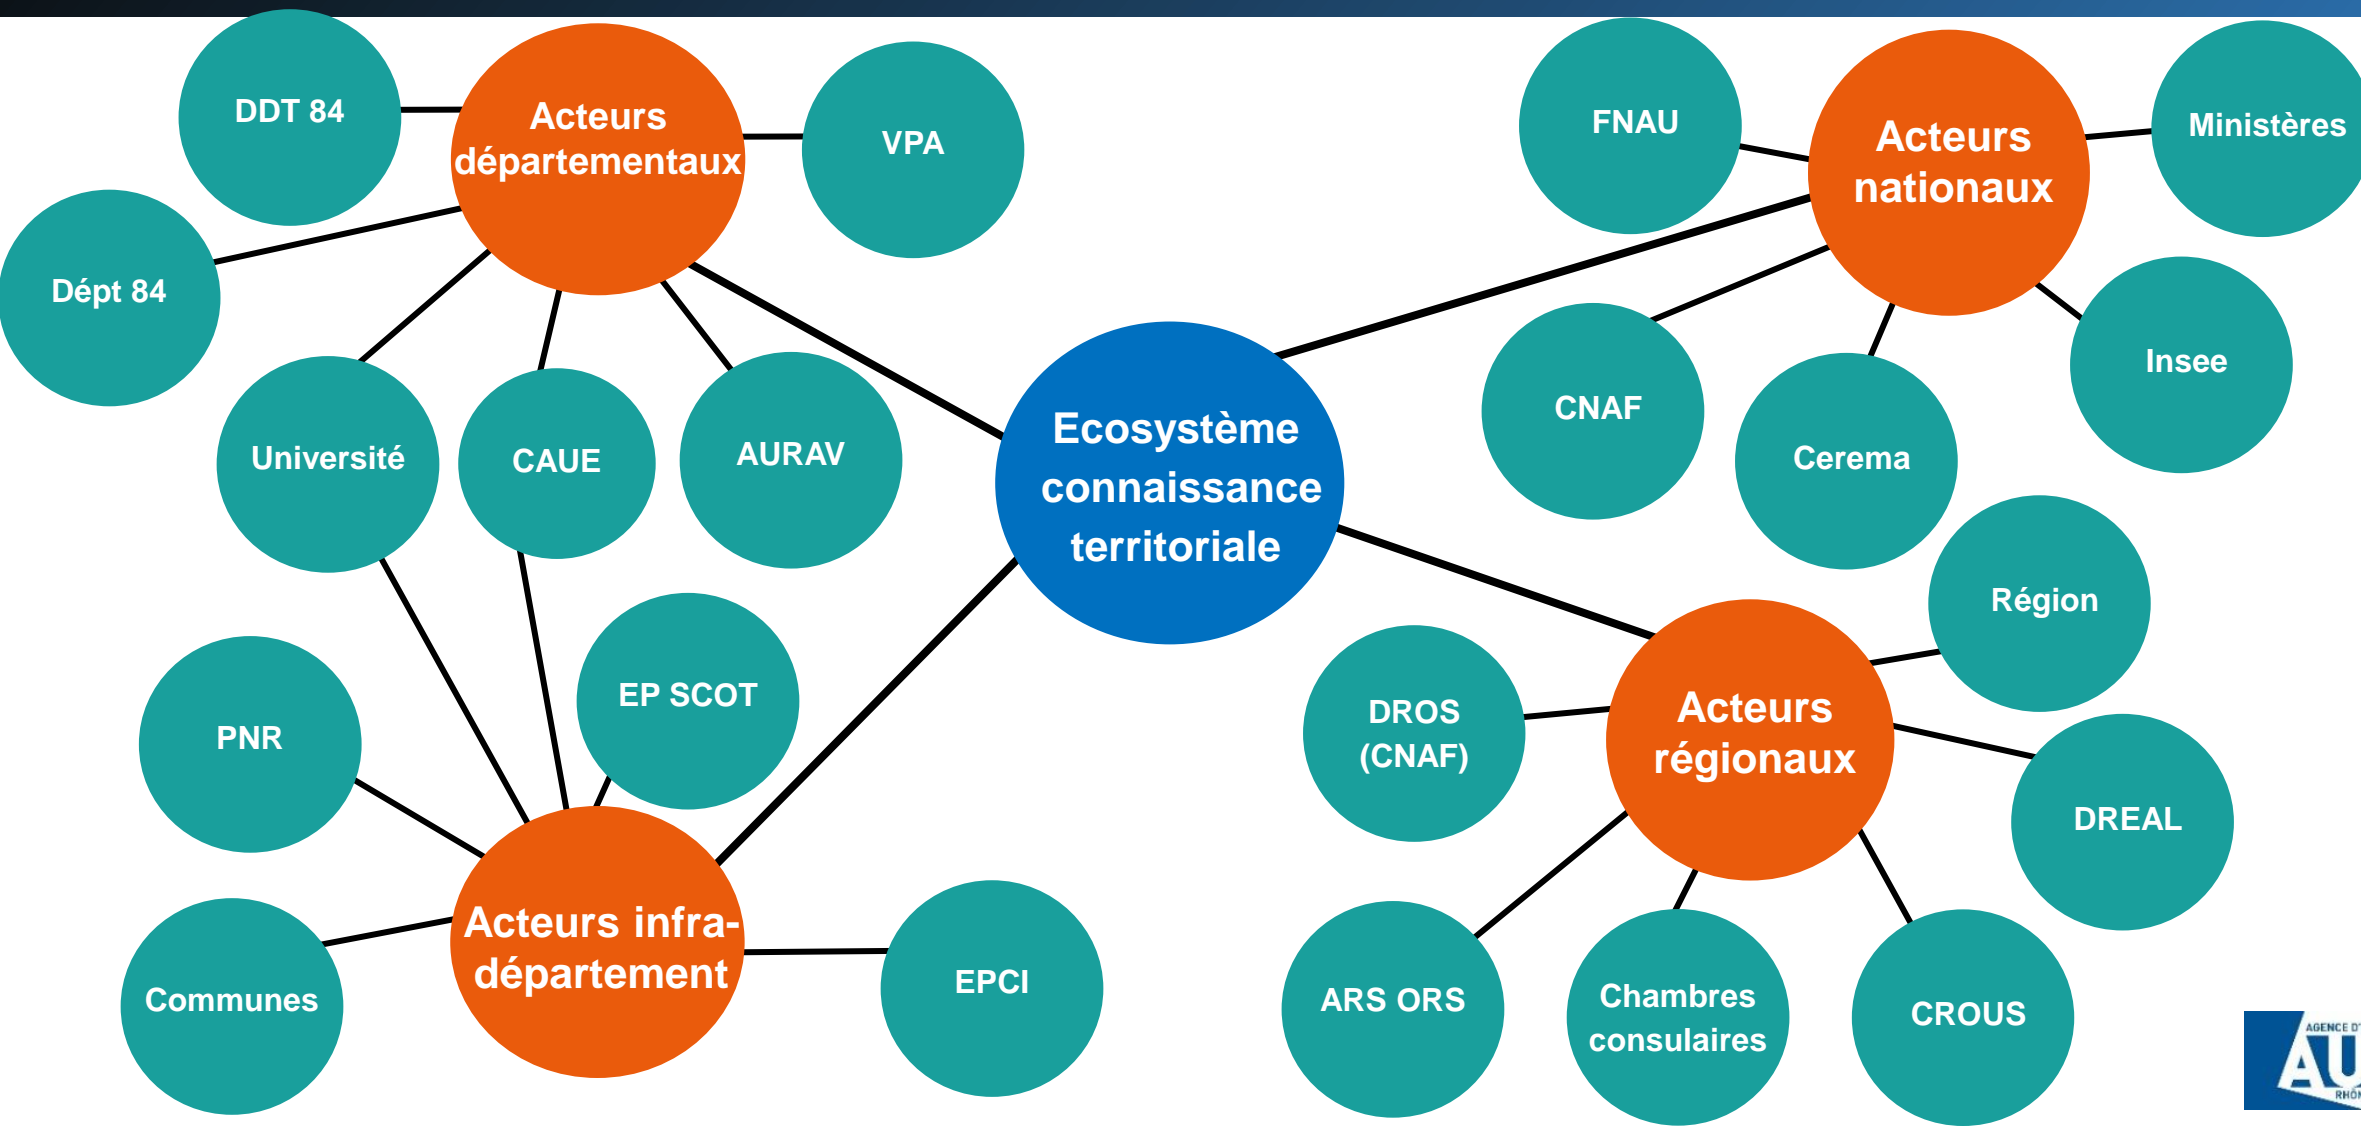 DDT 84
Acteurs
départementaux
VPA
Dépt 84
Université
CAUE
AURAV
FNAU
Acteurs
nationaux
Ministères
CNAF
Cerema
Insee
Ecosystème
connaissance
territoriale
PNR
EP SCOT
Communes
Acteurs infra-
département
EPCI
Région
DROS
(CNAF)
Acteurs
régionaux
DREAL
ARS ORS
Chambres
consulaires
CROUS
AGENCE D'
AU